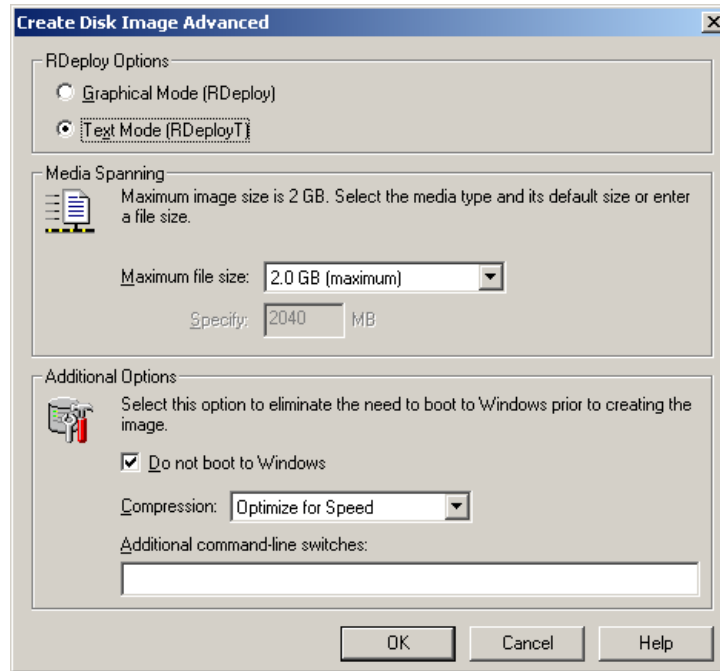 Create Disk Image Advanced
RDeploy Options
Graphical Mode (RDeploy)
Text Mode (RDeployT)
Media Spanning
Maximum image size is 2 GB. Select the media type and its default size or enter
a file size.
Maximum file size: 2.0 GB (maximum)
Specify: 2040 MB
Additional Options
Select this option to eliminate the need to boot to Windows prior to creating the
image.
Do not boot to Windows
Compression: Optimize for Speed
Additional command-line switches:
OK Cancel Help